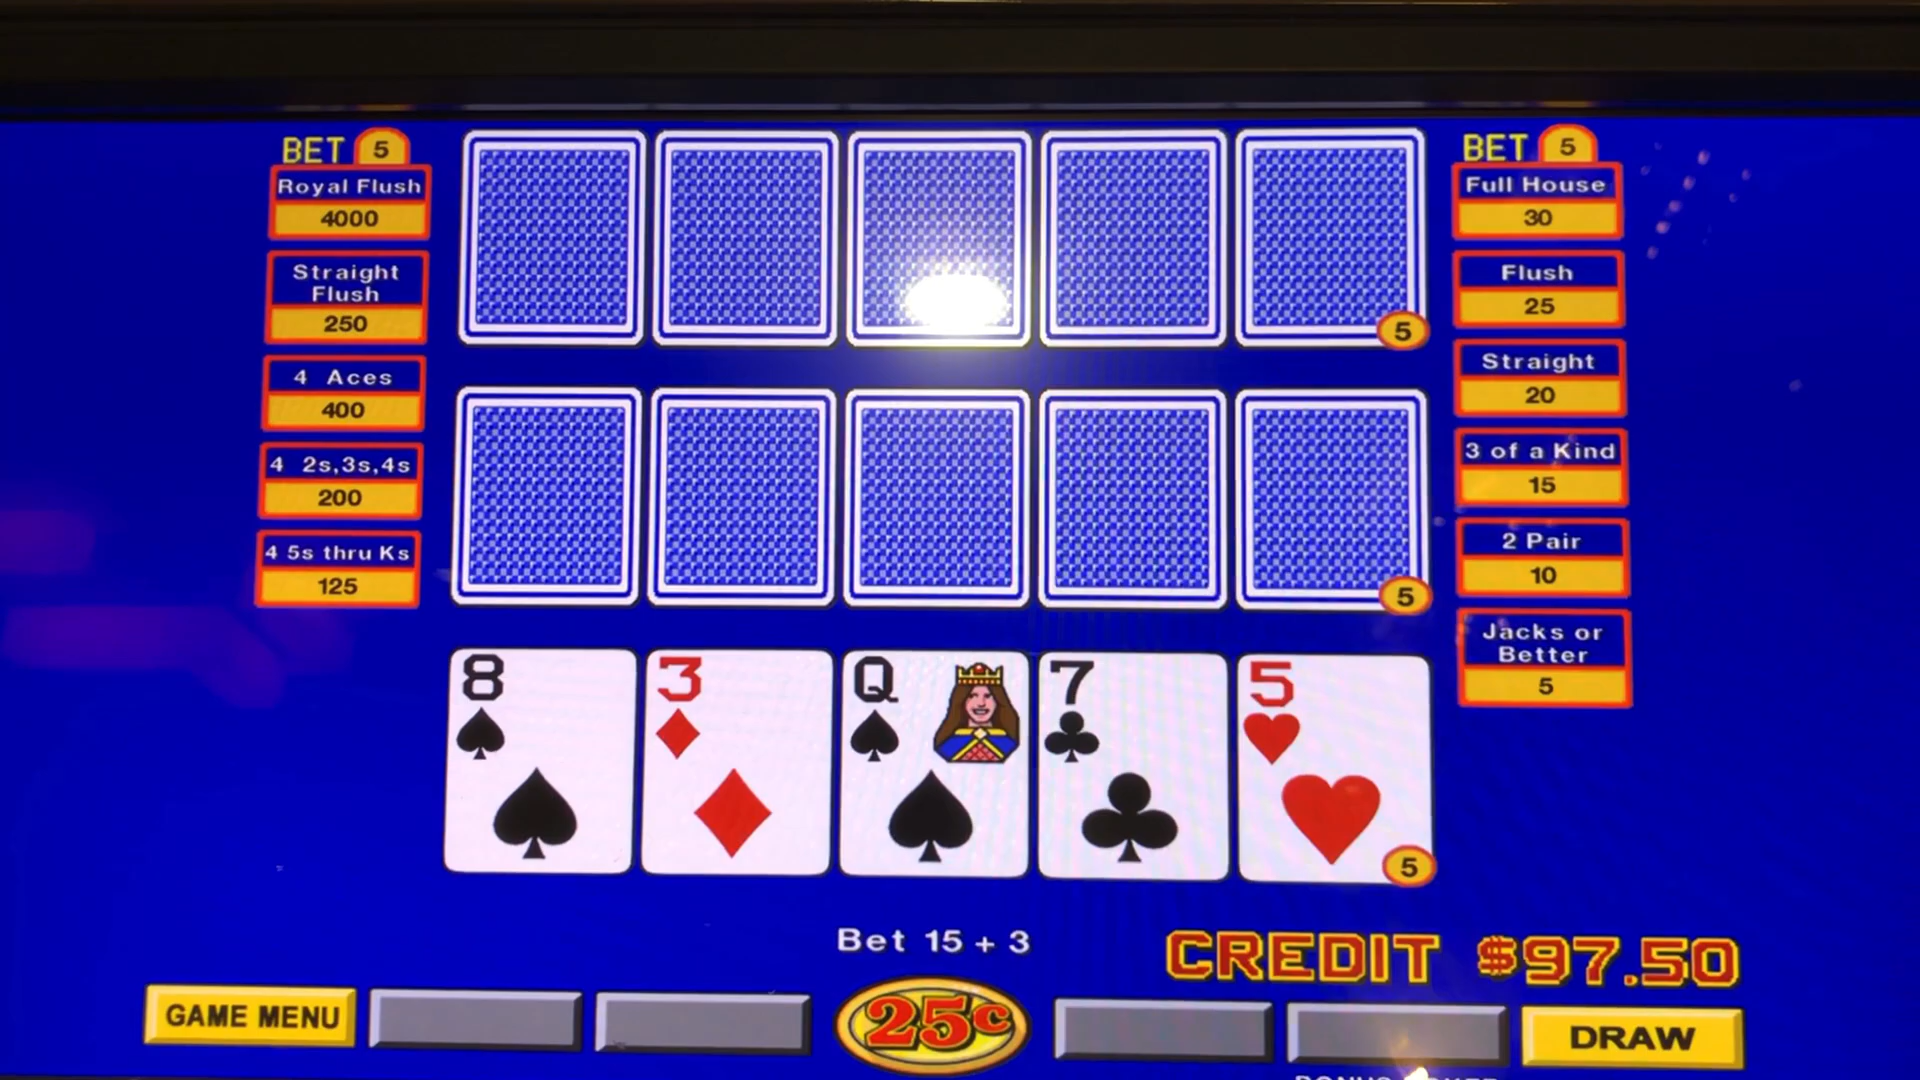 BET 5
Royal Flush
4000
Straight
Flush
250
4 Aces
400
4 2s,3s,4s
200
4 5s thru Ks
125
BET 5
Full House
30
Flush
25
Straight
20
3 of a Kind
15
2 Pair
10
Jacks or
Better
5
5
5
8
3
Q
7
5
5
Bet 15 + 3
CREDIT $97.50
GAME MENU
25¢
DRAW